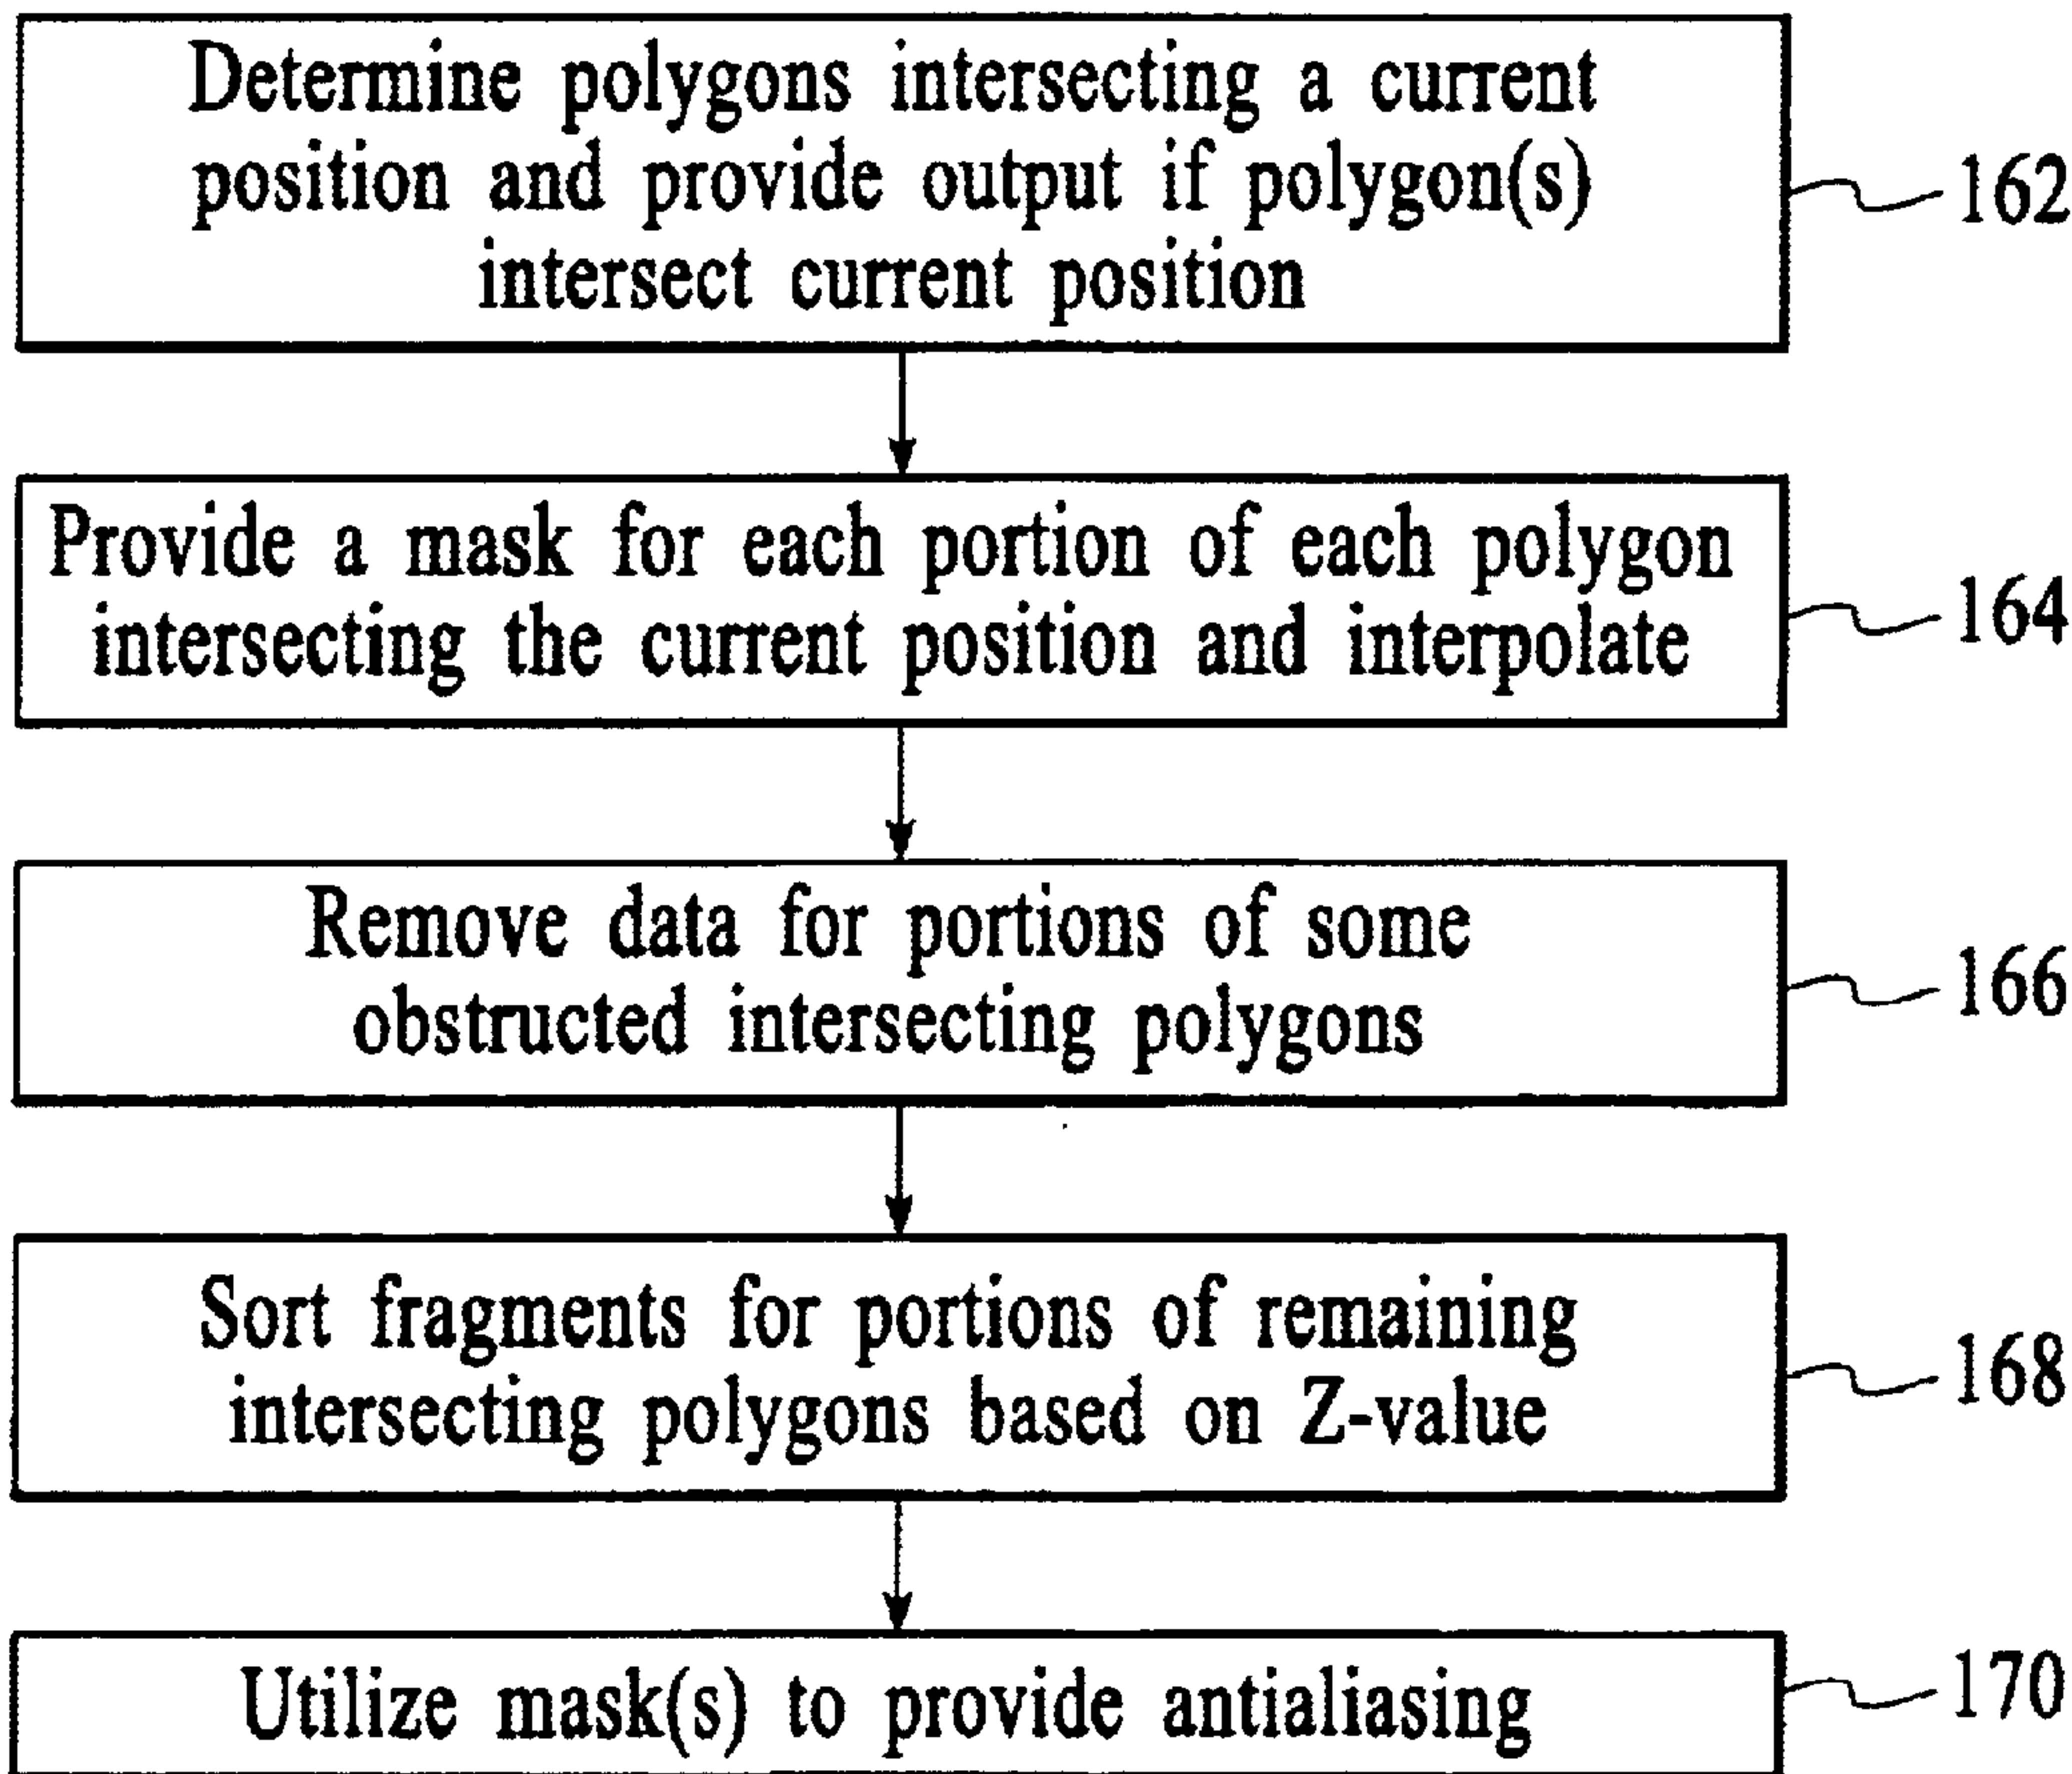 Determine polygons intersecting a current
position and provide output if polygon(s)
intersect current position
162
Provide a mask for each portion of each polygon
intersecting the current position and interpolate
164
Remove data for portions of some
obstructed intersecting polygons
166
Sort fragments for portions of remaining
intersecting polygons based on Z-value
168
Utilize mask(s) to provide antialiasing
170